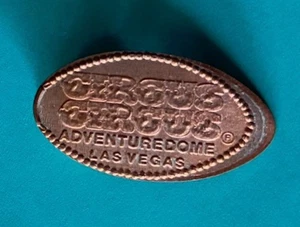 CIRCUS
CIRCUS ®
ADVENTUREDOME
LAS VEGAS